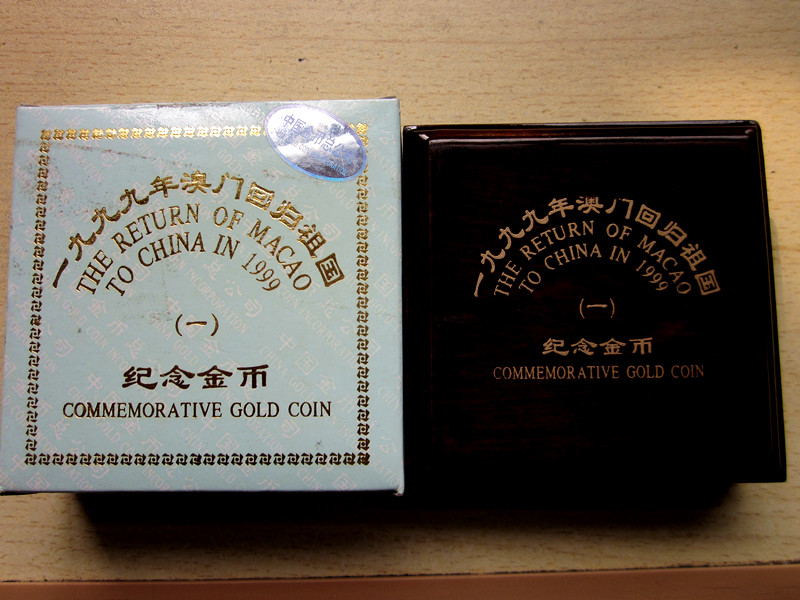 一九九九年澳门回归祖国
THE RETURN OF MACAO
TO CHINA IN 1999
(一)
纪念金币
COMMEMORATIVE GOLD COIN
一九九九年澳门回归祖国
THE RETURN OF MACAO
TO CHINA IN 1999
(一)
纪念金币
COMMEMORATIVE GOLD COIN